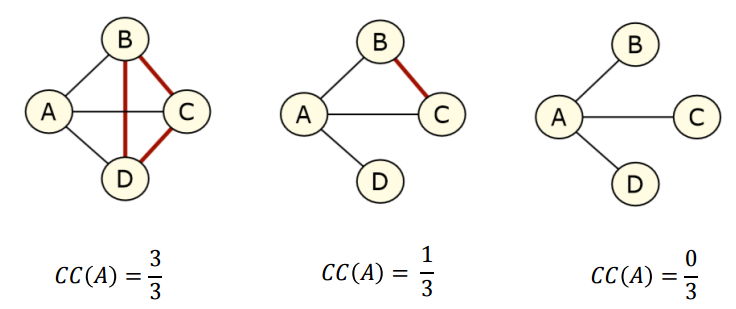 B
A
C
D
CC(A) = 3/3
B
A
C
D
CC(A) = 1/3
B
A
C
D
CC(A) = 0/3